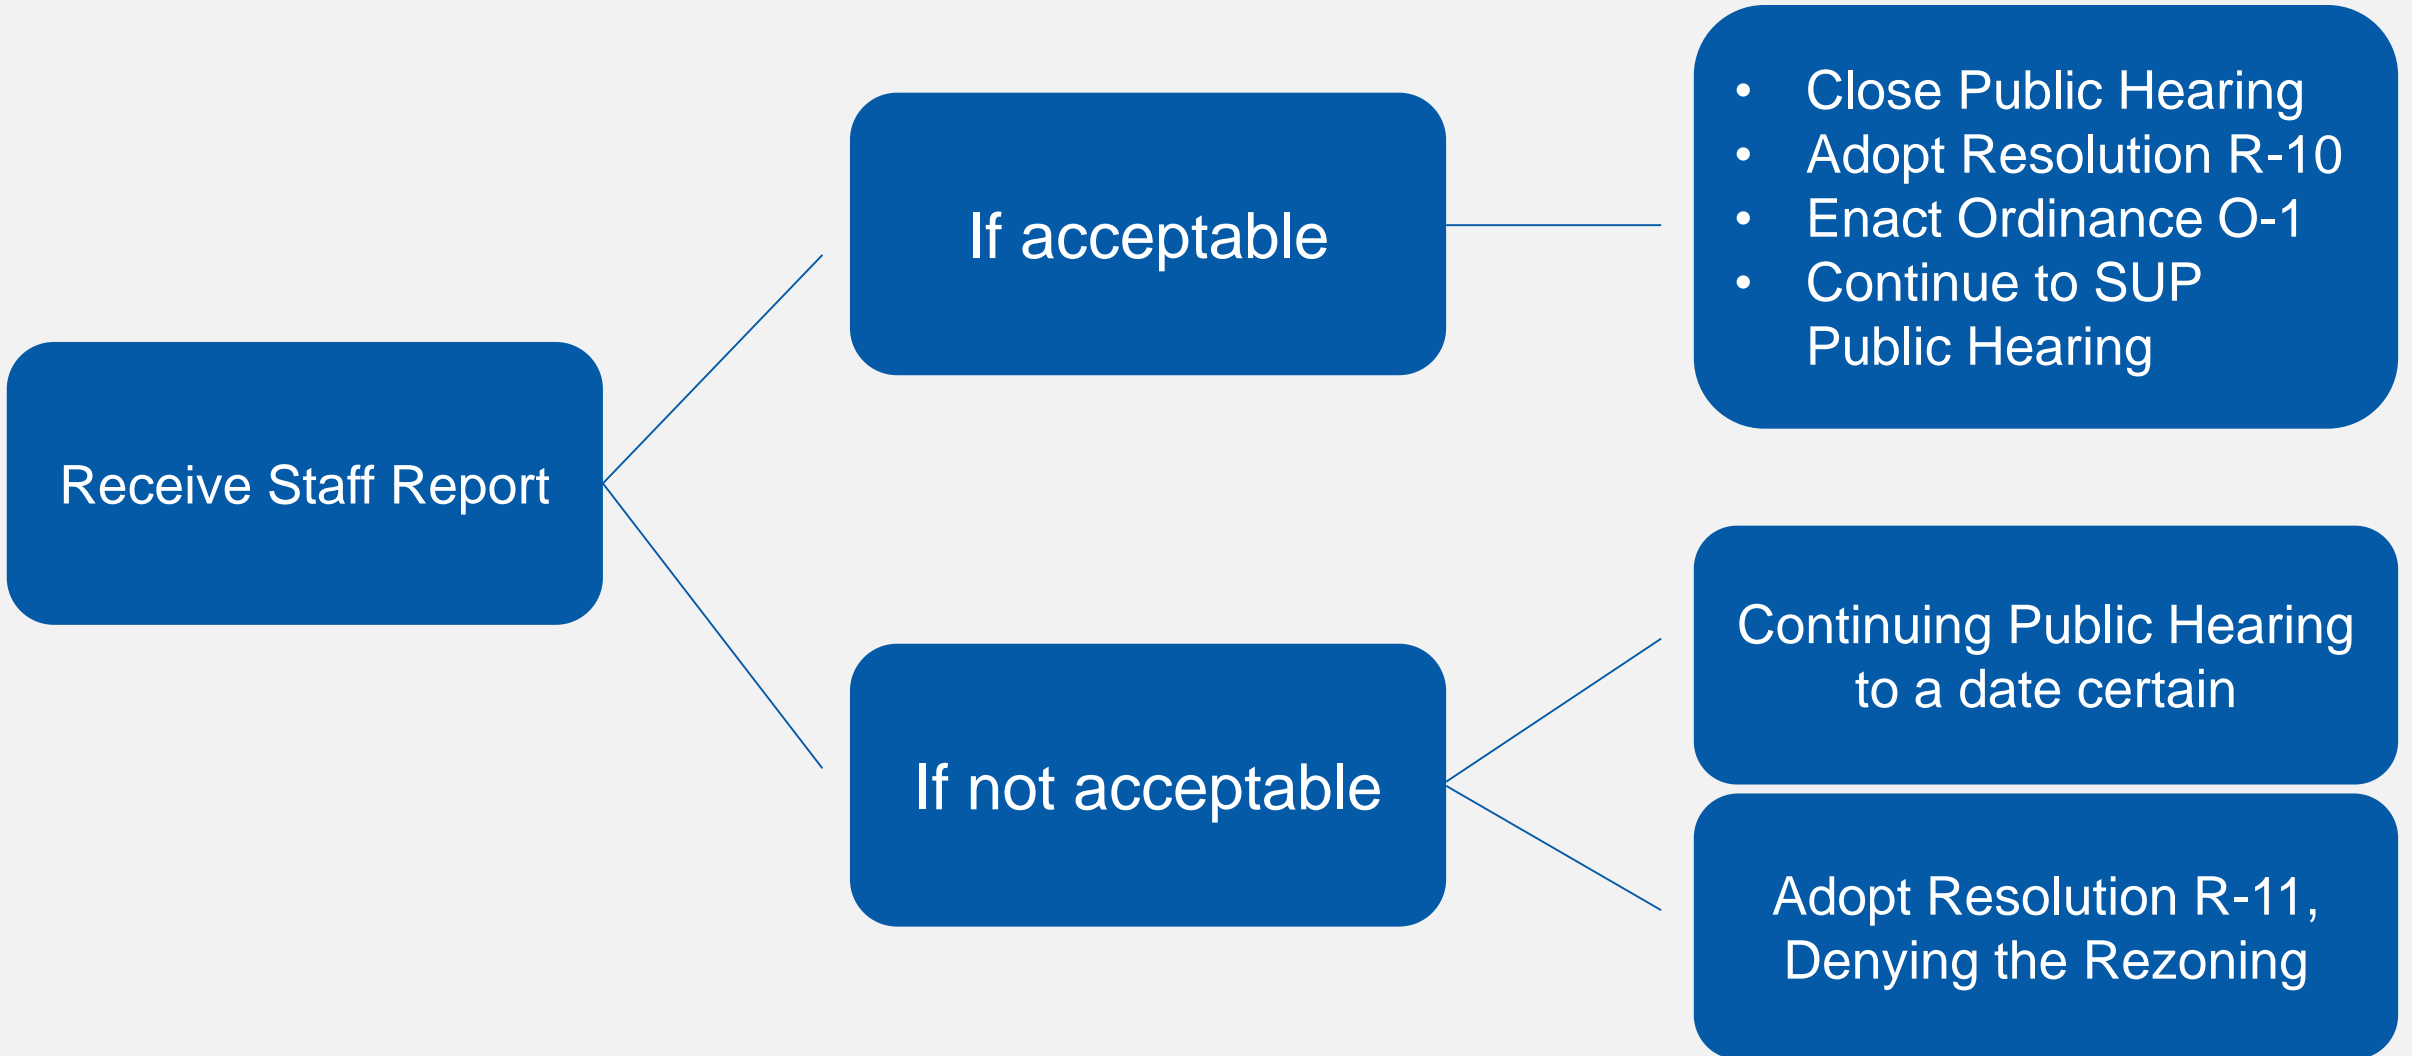 Receive Staff Report
If acceptable
• Close Public Hearing
• Adopt Resolution R-10
• Enact Ordinance O-1
• Continue to SUP
Public Hearing
If not acceptable
Continuing Public Hearing
to a date certain
Adopt Resolution R-11,
Denying the Rezoning